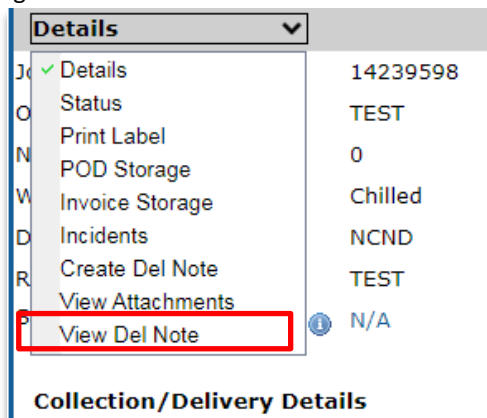 Details
Details
14239598
Status
TEST
Print Label
0
POD Storage
Invoice Storage
Chilled
Incidents
NCND
Create Del Note
TEST
View Attachments
View Del Note
N/A
Collection/Delivery Details